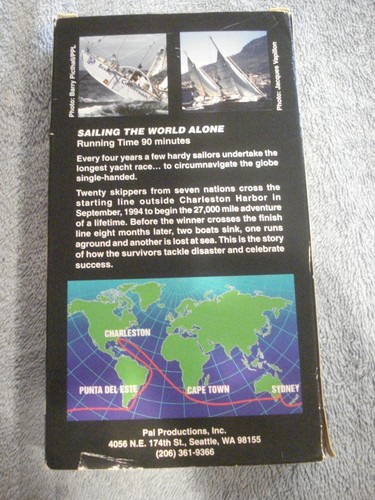 Photo: Barry Pickthall/PPL
Photo: Jacques Vapillon
SAILING THE WORLD ALONE
Running Time 90 minutes
Every four years a few hardy sailors undertake the
longest yacht race... to circumnavigate the globe
single-handed.
Twenty skippers from seven nations cross the
starting line outside Charleston Harbor in
September, 1994 to begin the 27,000 mile adventure
of a lifetime. Before the winner crosses the finish
line eight months later, two boats sink, one runs
aground and another is lost at sea. This is the story
of how the survivors tackle disaster and celebrate
success.
CHARLESTON
PUNTA DEL ESTE
CAPE TOWN
SYDNEY
Pal Productions, Inc.
4056 N.E. 174th St., Seattle, WA 98155
(206) 361-9366